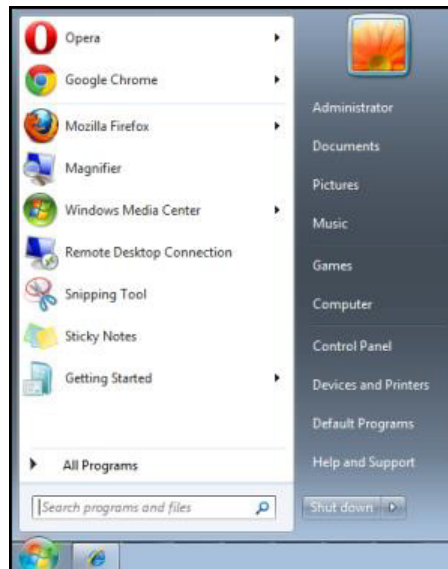 Opera
Google Chrome
Mozilla Firefox
Magnifier
Windows Media Center
Remote Desktop Connection
Snipping Tool
Sticky Notes
Getting Started
All Programs
Search programs and files
Administrator
Documents
Pictures
Music
Games
Computer
Control Panel
Devices and Printers
Default Programs
Help and Support
Shut down